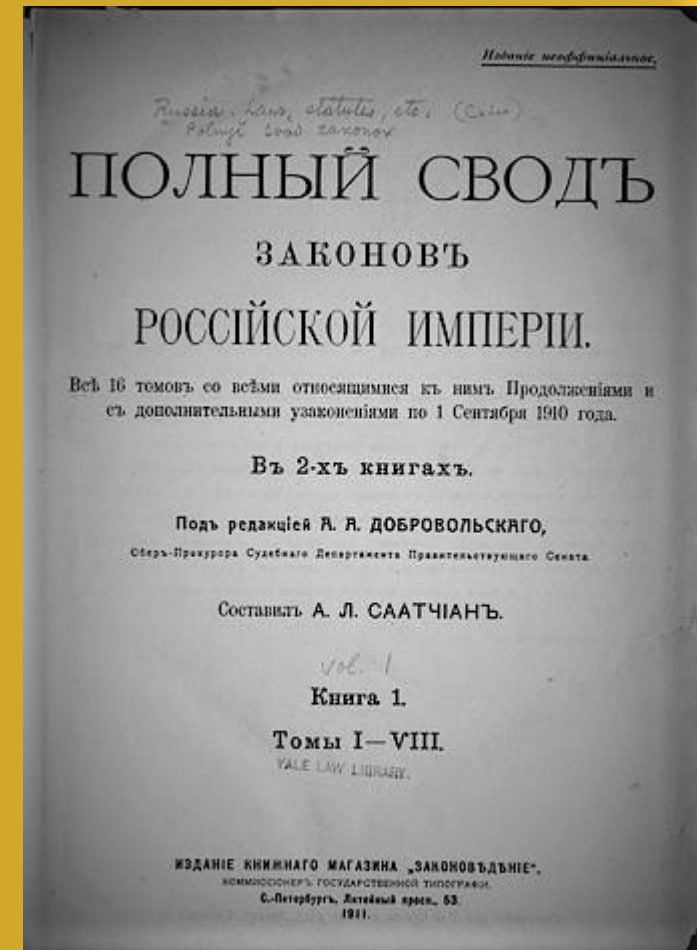 Изданіе неоффиціальное.
Russia. Laws, statutes, etc. (Codes)
Polnyĭ svod zakonov
ПОЛНЫЙ СВОДЪ
ЗАКОНОВЪ
РОССІЙСКОЙ ИМПЕРІИ.
Всѣ 16 томовъ со всѣми относящимися къ нимъ Продолженіями и
съ дополнительными узаконеніями по 1 Сентября 1910 года.
Въ 2-хъ книгахъ.
Подъ редакціей А. А. ДОБРОВОЛЬСКАГО,
Оберъ-Прокурора Судебнаго Департамента Правительствующаго Сената
Составилъ А. Л. СААТЧІАНЪ.
vol. 1
Книга 1.
Томы I—VIII.
YALE LAW LIBRARY.
ИЗДАНІЕ КНИЖНАГО МАГАЗИНА „ЗАКОНОВѢДѢНІЕ".
КОММИССІОНЕРЪ ГОСУДАРСТВЕННОЙ ТИПОГРАФІИ.
С.-Петербургъ, Литейный просп., 53.
1911.